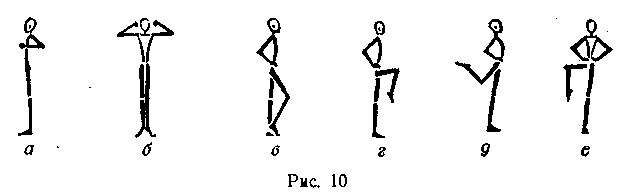 а б в г д е
Рис. 10